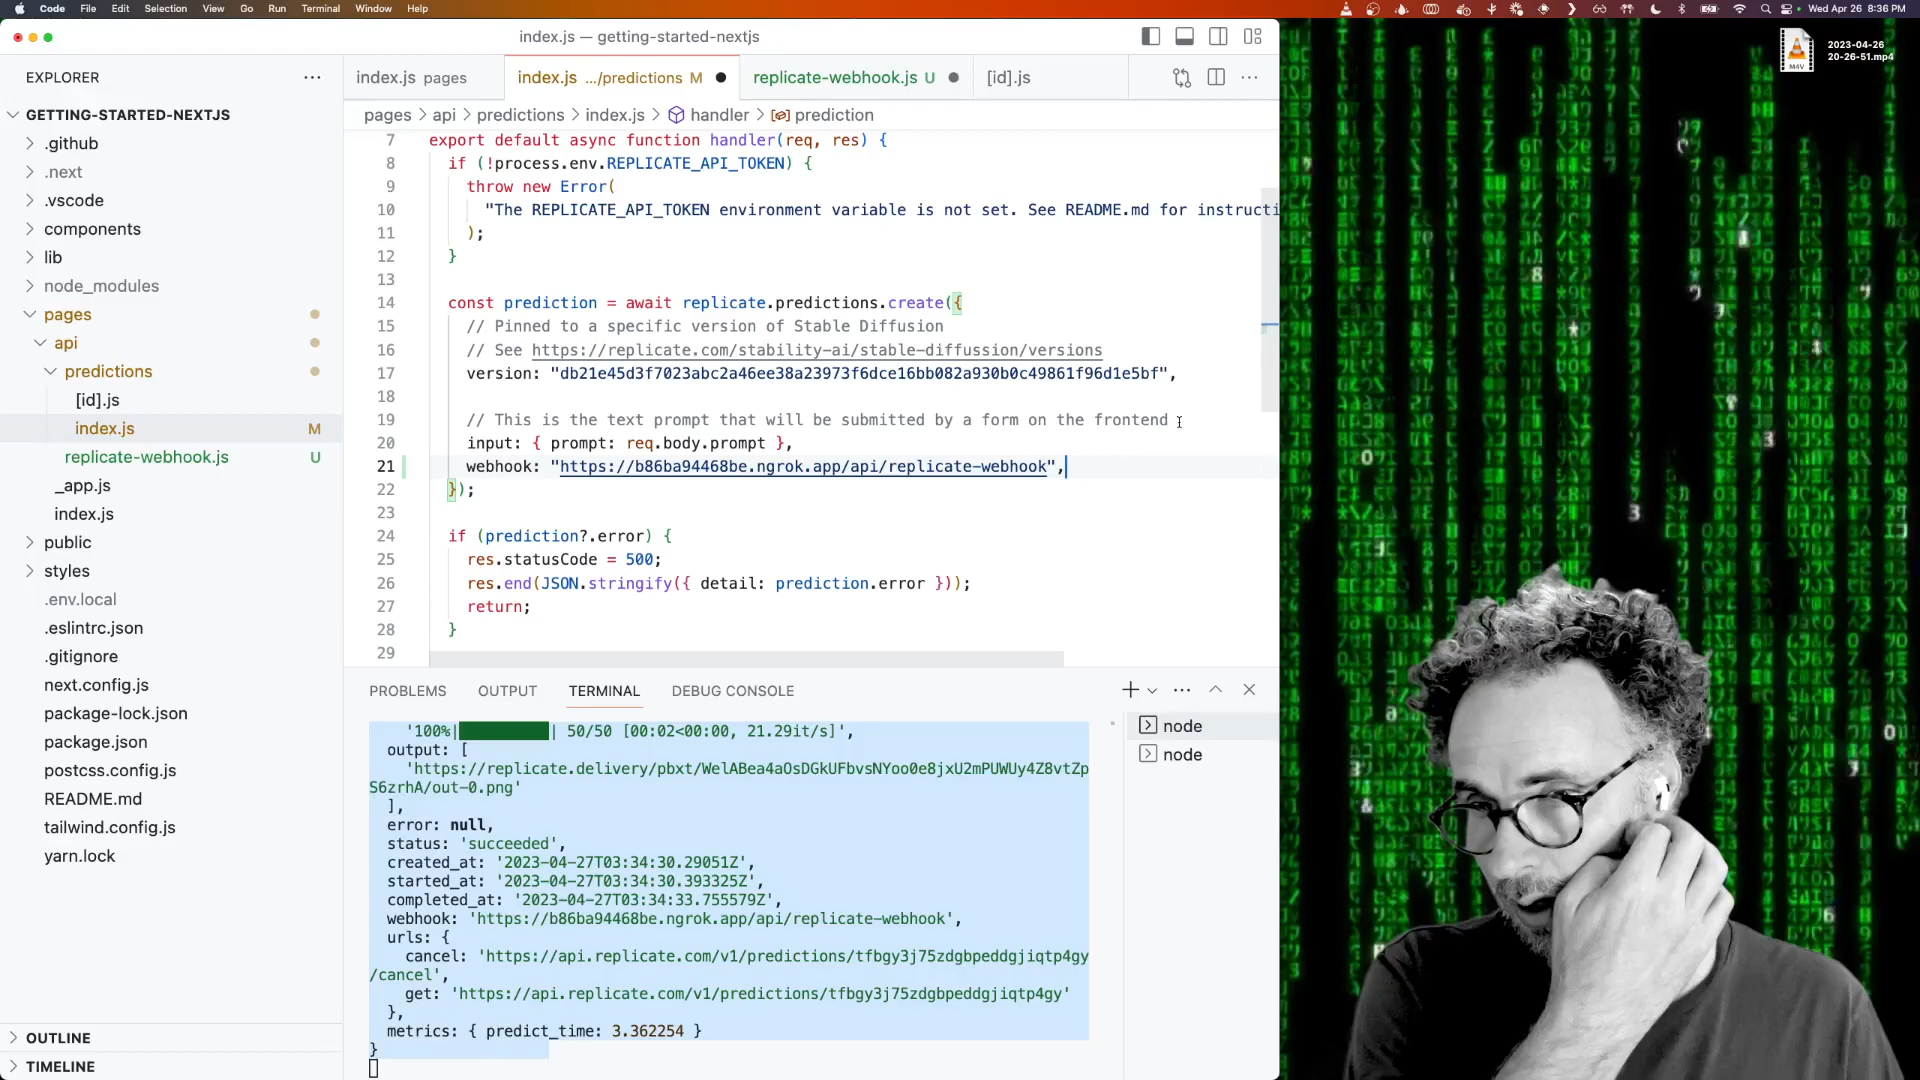 Code File Edit Selection View Go Run Terminal Window Help
Wed Apr 26 8:36 PM
index.js — getting-started-nextjs
2023-04-26
20-26-51.mp4
M4V
EXPLORER
index.js pages
index.js .../predictions M
replicate-webhook.js U
[id].js
GETTING-STARTED-NEXTJS
.github
.next
.vscode
components
lib
node_modules
pages
api
predictions
[id].js
index.js M
replicate-webhook.js U
_app.js
index.js
public
styles
.env.local
.eslintrc.json
.gitignore
next.config.js
package-lock.json
package.json
postcss.config.js
README.md
tailwind.config.js
yarn.lock
OUTLINE
TIMELINE
pages > api > predictions > index.js > handler > prediction
7 export default async function handler(req, res) {
8 if (!process.env.REPLICATE_API_TOKEN) {
9 throw new Error(
10 "The REPLICATE_API_TOKEN environment variable is not set. See README.md for instructi
11 );
12 }
13
14 const prediction = await replicate.predictions.create({
15 // Pinned to a specific version of Stable Diffusion
16 // See https://replicate.com/stability-ai/stable-diffussion/versions
17 version: "db21e45d3f7023abc2a46ee38a23973f6dce16bb082a930b0c49861f96d1e5bf",
18
19 // This is the text prompt that will be submitted by a form on the frontend
20 input: { prompt: req.body.prompt },
21 webhook: "https://b86ba94468be.ngrok.app/api/replicate-webhook",
22 });
23
24 if (prediction?.error) {
25 res.statusCode = 500;
26 res.end(JSON.stringify({ detail: prediction.error }));
27 return;
28 }
29
PROBLEMS OUTPUT TERMINAL DEBUG CONSOLE
node
node
'100%| | 50/50 [00:02<00:00, 21.29it/s]',
output: [
'https://replicate.delivery/pbxt/WelABea4aOsDGkUFbvsNYoo0e8jxU2mPUWUy4Z8vtZp
S6zrhA/out-0.png'
],
error: null,
status: 'succeeded',
created_at: '2023-04-27T03:34:30.29051Z',
started_at: '2023-04-27T03:34:30.393325Z',
completed_at: '2023-04-27T03:34:33.755579Z',
webhook: 'https://b86ba94468be.ngrok.app/api/replicate-webhook',
urls: {
cancel: 'https://api.replicate.com/v1/predictions/tfbgy3j75zdgbpeddgjiqtp4gy
/cancel',
get: 'https://api.replicate.com/v1/predictions/tfbgy3j75zdgbpeddgjiqtp4gy'
},
metrics: { predict_time: 3.362254 }
}